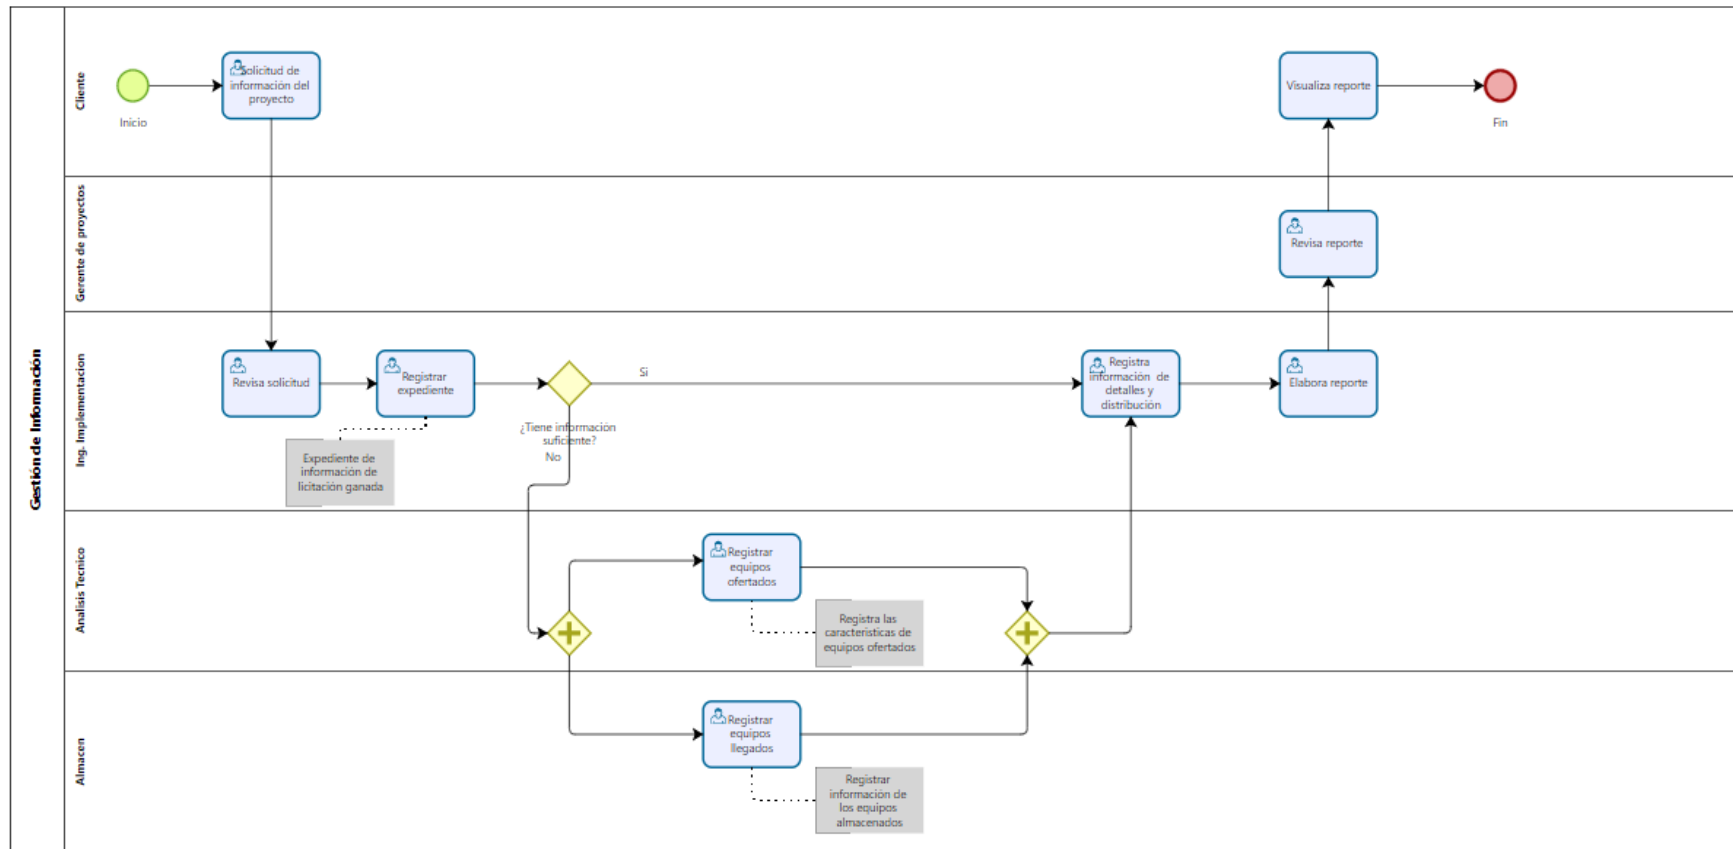 Gestión de Información
Cliente
Inicio
Solicitud de
información del
proyecto
Visualiza reporte
Fin
Gerente de proyectos
Revisa reporte
Ing. Implementacion
Revisa solicitud
Registrar
expediente
Expediente de
información de
licitación ganada
¿Tiene información
suficiente?
Si
No
Registra
información de
detalles y
distribución
Elabora reporte
Analisis Tecnico
Registrar
equipos
ofertados
Registra las
características de
equipos ofertados
Almacen
Registrar
equipos
llegados
Registrar
información de
los equipos
almacenados